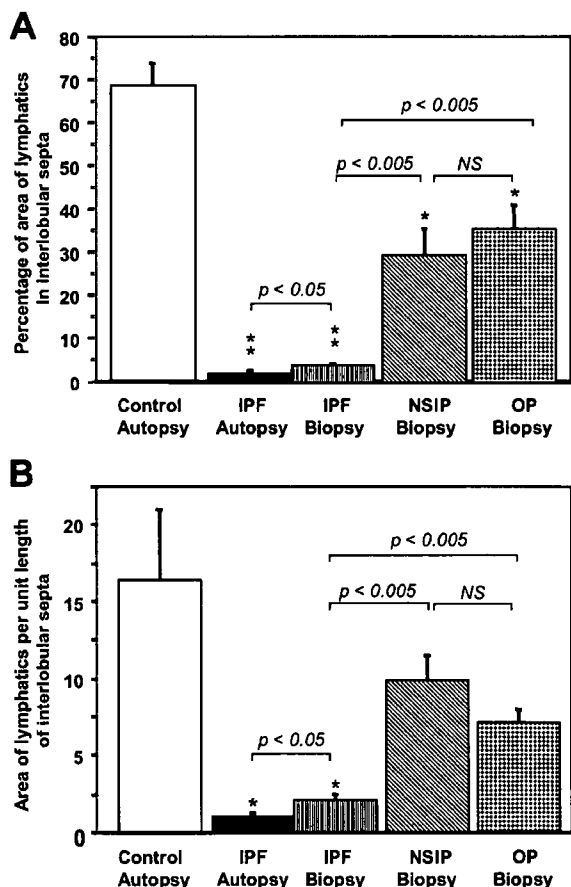 A
80
70
60
50
40
30
20
10
0
Percentage of area of lymphatics
in interlobular septa
p < 0.005
p < 0.005
NS
p < 0.05
*
*
*
*
*
*
Control
Autopsy
IPF
Autopsy
IPF
Biopsy
NSIP
Biopsy
OP
Biopsy
B
20
15
10
5
0
Area of lymphatics per unit length
of interlobular septa
p < 0.005
p < 0.005
NS
p < 0.05
*
*
Control
Autopsy
IPF
Autopsy
IPF
Biopsy
NSIP
Biopsy
OP
Biopsy